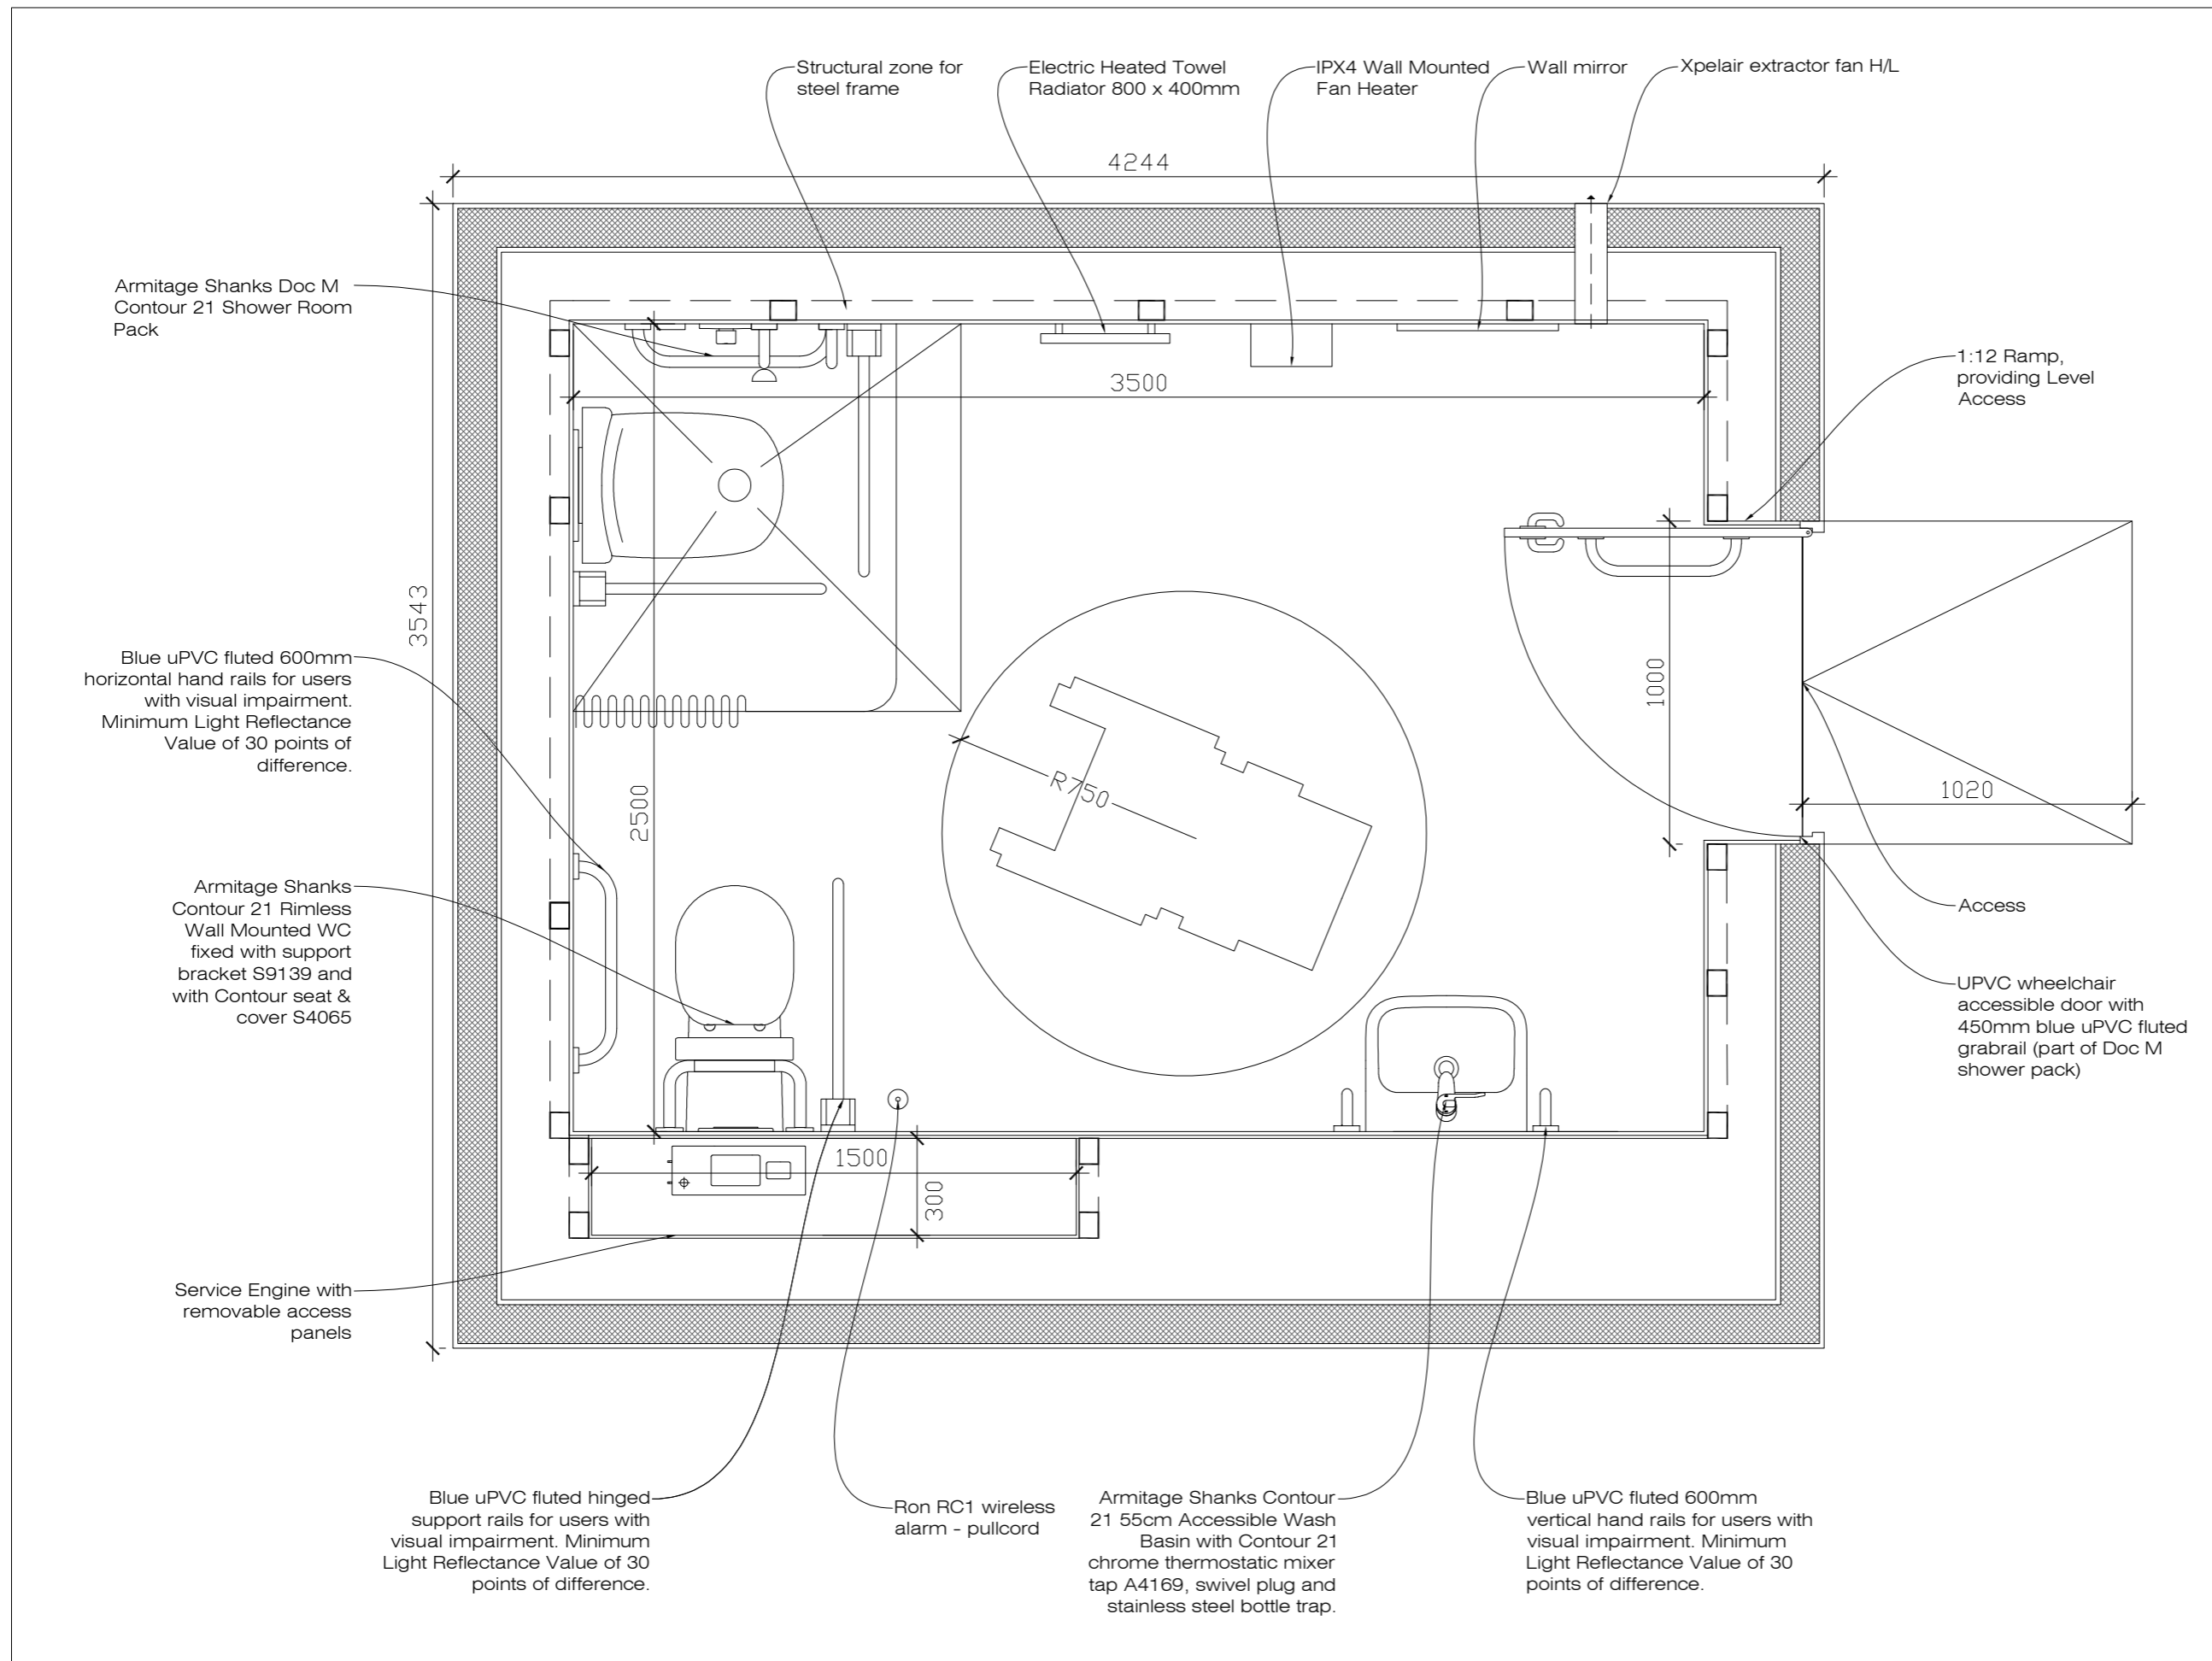 Structural zone for
steel frame
Electric Heated Towel
Radiator 800 x 400mm
IPX4 Wall Mounted
Fan Heater
Wall mirror
Xpelair extractor fan H/L
4244
Armitage Shanks Doc M
Contour 21 Shower Room
Pack
3500
1:12 Ramp,
providing Level
Access
3543
Blue uPVC fluted 600mm
horizontal hand rails for users
with visual impairment.
Minimum Light Reflectance
Value of 30 points of
difference.
1000
R750
2500
1020
Armitage Shanks
Contour 21 Rimless
Wall Mounted WC
fixed with support
bracket S9139 and
with Contour seat &
cover S4065
Access
UPVC wheelchair
accessible door with
450mm blue uPVC fluted
grabrail (part of Doc M
shower pack)
1500
300
Service Engine with
removable access
panels
Blue uPVC fluted hinged
support rails for users with
visual impairment. Minimum
Light Reflectance Value of 30
points of difference.
Ron RC1 wireless
alarm - pullcord
Armitage Shanks Contour
21 55cm Accessible Wash
Basin with Contour 21
chrome thermostatic mixer
tap A4169, swivel plug and
stainless steel bottle trap.
Blue uPVC fluted 600mm
vertical hand rails for users with
visual impairment. Minimum
Light Reflectance Value of 30
points of difference.